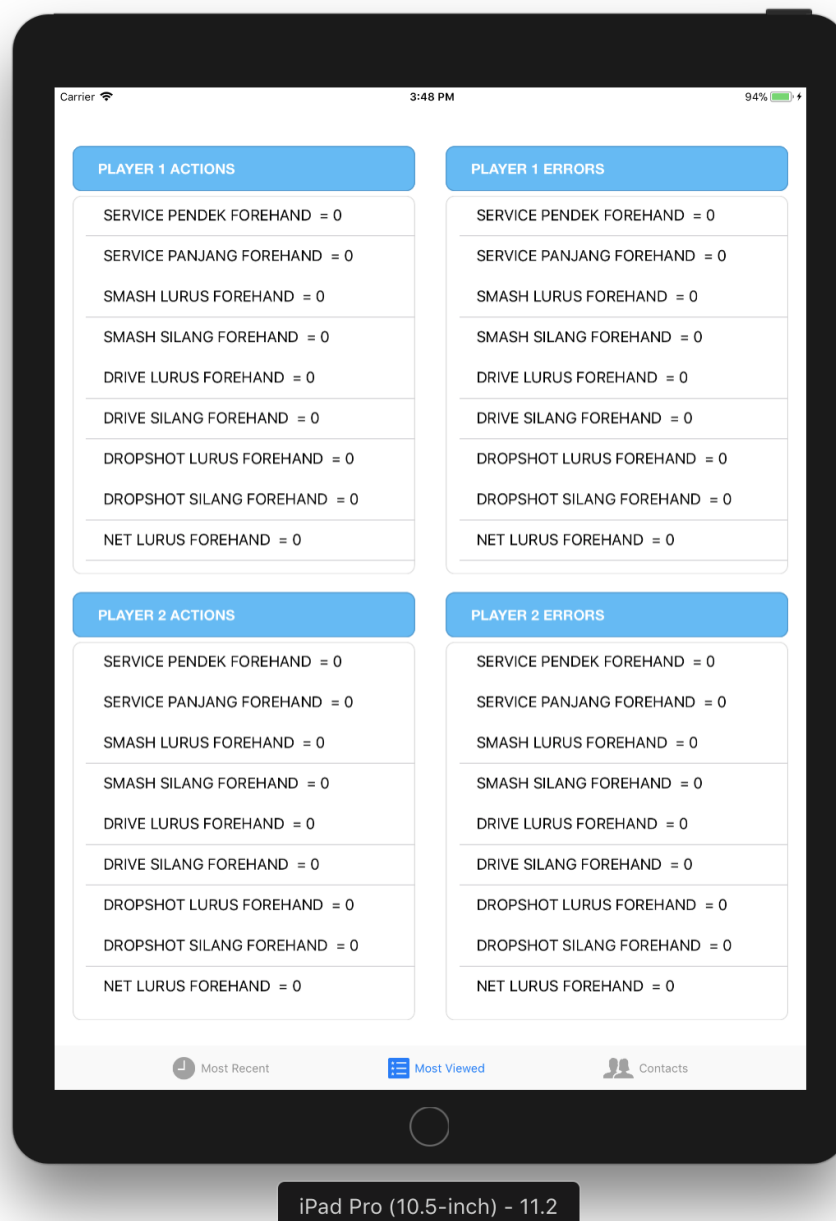 Carrier
3:48 PM
94%
PLAYER 1 ACTIONS
SERVICE PENDEK FOREHAND = 0
SERVICE PANJANG FOREHAND = 0
SMASH LURUS FOREHAND = 0
SMASH SILANG FOREHAND = 0
DRIVE LURUS FOREHAND = 0
DRIVE SILANG FOREHAND = 0
DROPSHOT LURUS FOREHAND = 0
DROPSHOT SILANG FOREHAND = 0
NET LURUS FOREHAND = 0
PLAYER 1 ERRORS
SERVICE PENDEK FOREHAND = 0
SERVICE PANJANG FOREHAND = 0
SMASH LURUS FOREHAND = 0
SMASH SILANG FOREHAND = 0
DRIVE LURUS FOREHAND = 0
DRIVE SILANG FOREHAND = 0
DROPSHOT LURUS FOREHAND = 0
DROPSHOT SILANG FOREHAND = 0
NET LURUS FOREHAND = 0
PLAYER 2 ACTIONS
SERVICE PENDEK FOREHAND = 0
SERVICE PANJANG FOREHAND = 0
SMASH LURUS FOREHAND = 0
SMASH SILANG FOREHAND = 0
DRIVE LURUS FOREHAND = 0
DRIVE SILANG FOREHAND = 0
DROPSHOT LURUS FOREHAND = 0
DROPSHOT SILANG FOREHAND = 0
NET LURUS FOREHAND = 0
PLAYER 2 ERRORS
SERVICE PENDEK FOREHAND = 0
SERVICE PANJANG FOREHAND = 0
SMASH LURUS FOREHAND = 0
SMASH SILANG FOREHAND = 0
DRIVE LURUS FOREHAND = 0
DRIVE SILANG FOREHAND = 0
DROPSHOT LURUS FOREHAND = 0
DROPSHOT SILANG FOREHAND = 0
NET LURUS FOREHAND = 0
Most Recent
Most Viewed
Contacts
iPad Pro (10.5-inch) - 11.2